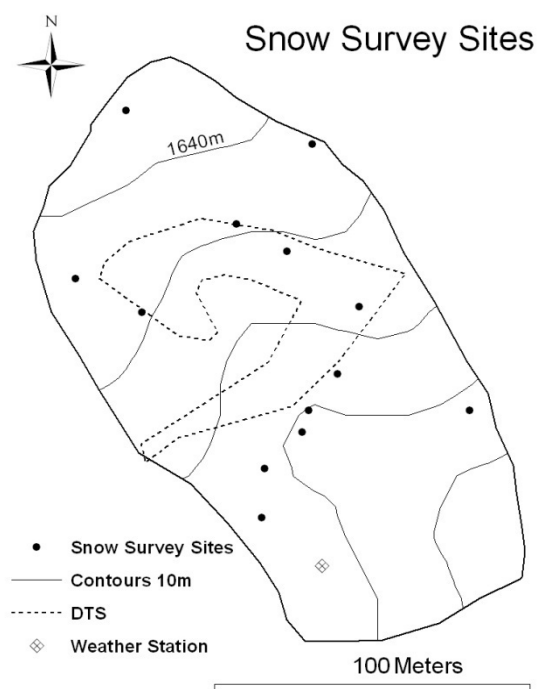 N
Snow Survey Sites
1640m
Snow Survey Sites
Contours 10m
DTS
Weather Station
100 Meters